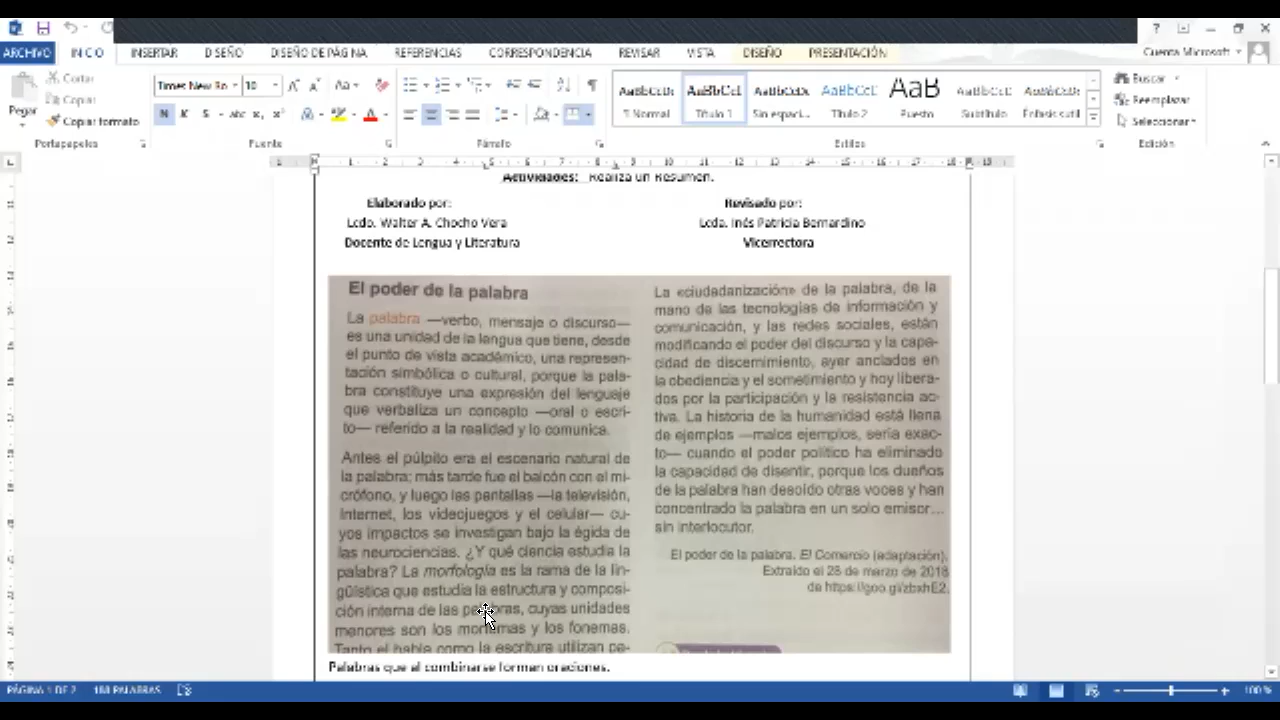 ARCHIVO INICIO INSERTAR DISEÑO DISEÑO DE PÁGINA REFERENCIAS CORRESPONDENCIA REVISAR VISTA DISEÑO PRESENTACIÓN Cuenta Microsoft
Pegar
Cortar
Copiar
Copiar formato
Portapapeles
Times New Ro 10
N K S abc x₂ x²
Fuente
Párrafo
AaBbCcDc AaBbCcI AaBbCcDc AaBbCcC AaB AaBbCcC AaBbCcDc
¶ Normal Título 1 Sin espaci... Título 2 Puesto Subtítulo Énfasis sutil
Estilos
Buscar
Reemplazar
Seleccionar
Edición
Actividades: Realiza un Resumen.
Elaborado por: Revisado por:
Lcdo. Walter A. Chocho Vera Lcda. Inés Patricia Bernardino
Docente de Lengua y Literatura Vicerrectora
El poder de la palabra
La palabra —verbo, mensaje o discurso—
es una unidad de la lengua que tiene, desde
el punto de vista académico, una represen-
tación simbólica o cultural, porque la pala-
bra constituye una expresión del lenguaje
que verbaliza un concepto —oral o escri-
to— referido a la realidad y lo comunica.
Antes el púlpito era el escenario natural de
la palabra; más tarde fue el balcón con el mi-
crófono, y luego las pantallas —la televisión,
Internet, los videojuegos y el celular— cu-
yos impactos se investigan bajo la égida de
las neurociencias. ¿Y qué ciencia estudia la
palabra? La morfología es la rama de la lin-
güística que estudia la estructura y composi-
ción interna de las palabras, cuyas unidades
menores son los morfemas y los fonemas.
Tanto el habla como la escritura utilizan pa-
La «ciudadanización» de la palabra, de la
mano de las tecnologías de información y
comunicación, y las redes sociales, están
modificando el poder del discurso y la capa-
cidad de discernimiento, ayer anclados en
la obediencia y el sometimiento y hoy libera-
dos por la participación y la resistencia ac-
tiva. La historia de la humanidad está llena
de ejemplos —malos ejemplos, sería exac-
to— cuando el poder político ha eliminado
la capacidad de disentir, porque los dueños
de la palabra han desoído otras voces y han
concentrado la palabra en un solo emisor...
sin interlocutor.
El poder de la palabra. El Comercio (adaptación).
Extraído el 28 de marzo de 2018
de https://goo.gl/zbxhE2.
Palabras que al combinarse forman oraciones.
PÁGINA 1 DE 2 188 PALABRAS 100 %